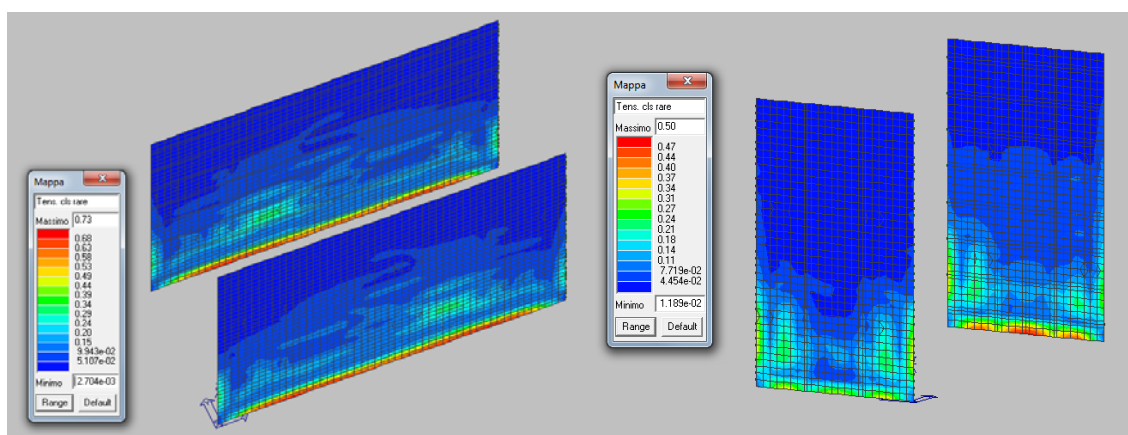 Mappa
Tens. cls rare
Massimo 0.73
0.68
0.63
0.58
0.53
0.49
0.44
0.39
0.34
0.29
0.24
0.20
0.15
9.943e-02
5.107e-02
Minimo 2.704e-03
Range Default
Mappa
Tens. cls rare
Massimo 0.50
0.47
0.44
0.40
0.37
0.34
0.31
0.27
0.24
0.21
0.18
0.14
0.11
7.719e-02
4.454e-02
Minimo 1.189e-02
Range Default